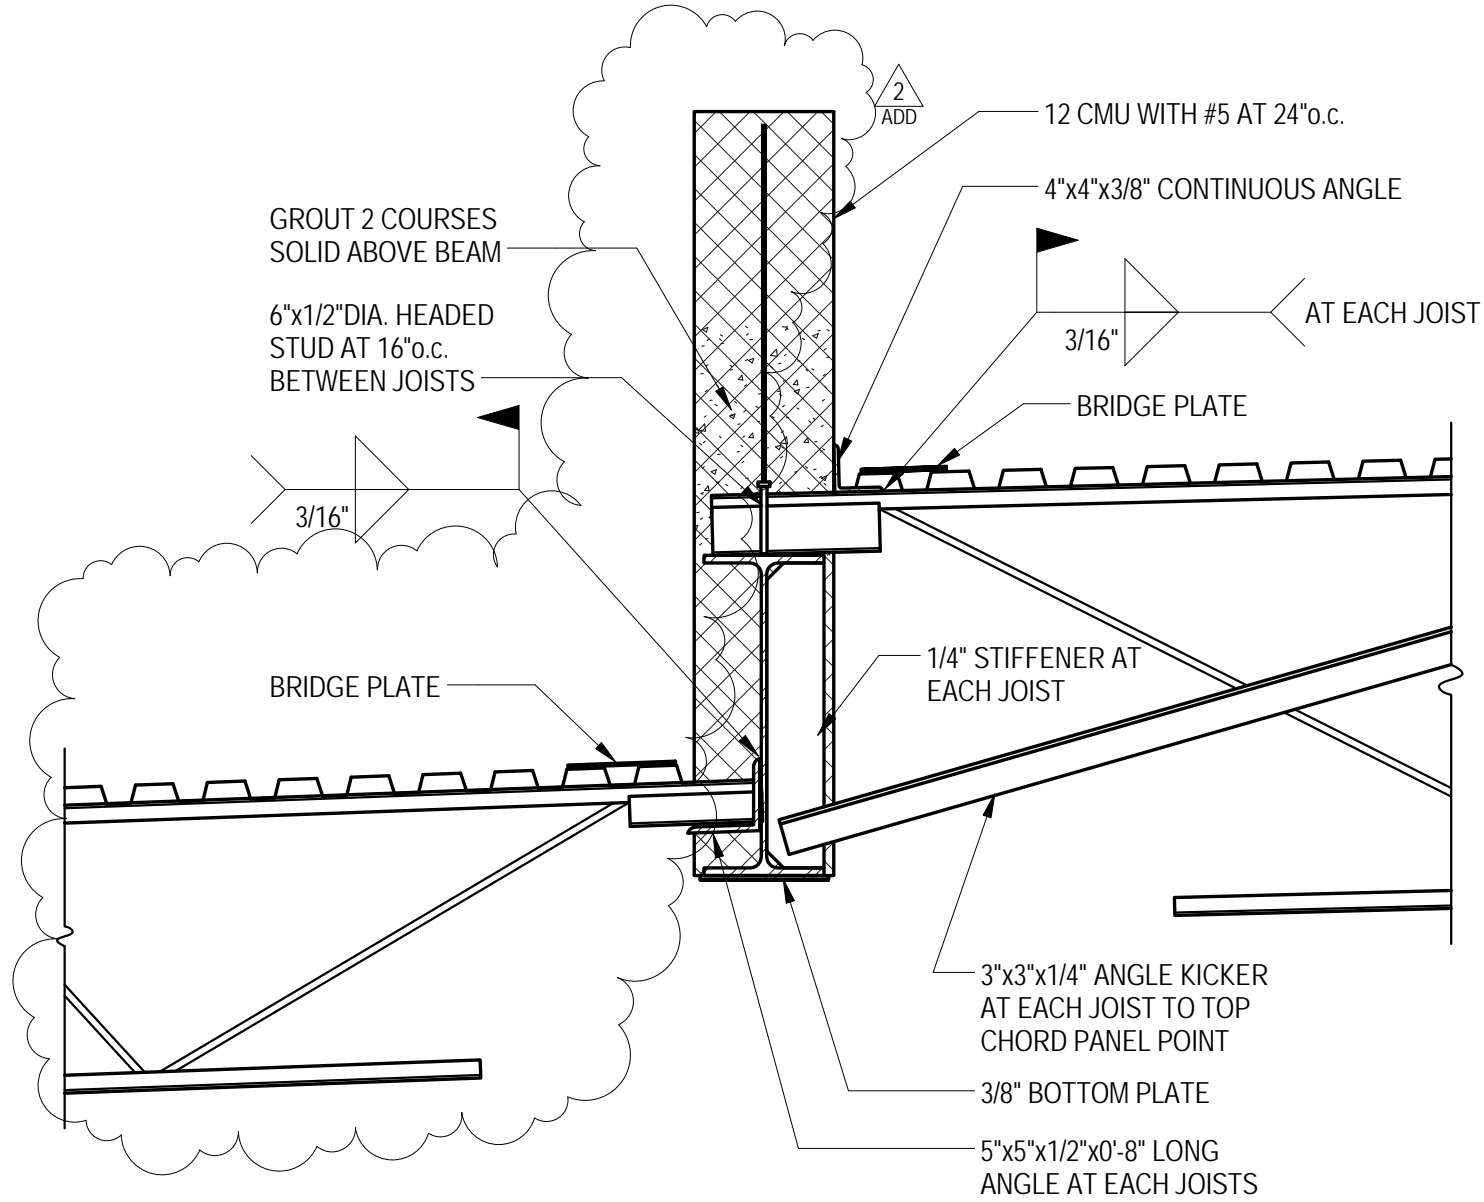 2
ADD
12 CMU WITH #5 AT 24"o.c.
4"x4"x3/8" CONTINUOUS ANGLE
GROUT 2 COURSES
SOLID ABOVE BEAM
6"x1/2"DIA. HEADED
STUD AT 16"o.c.
BETWEEN JOISTS
AT EACH JOIST
3/16"
BRIDGE PLATE
3/16"
1/4" STIFFENER AT
EACH JOIST
BRIDGE PLATE
3"x3"x1/4" ANGLE KICKER
AT EACH JOIST TO TOP
CHORD PANEL POINT
3/8" BOTTOM PLATE
5"x5"x1/2"x0'-8" LONG
ANGLE AT EACH JOISTS